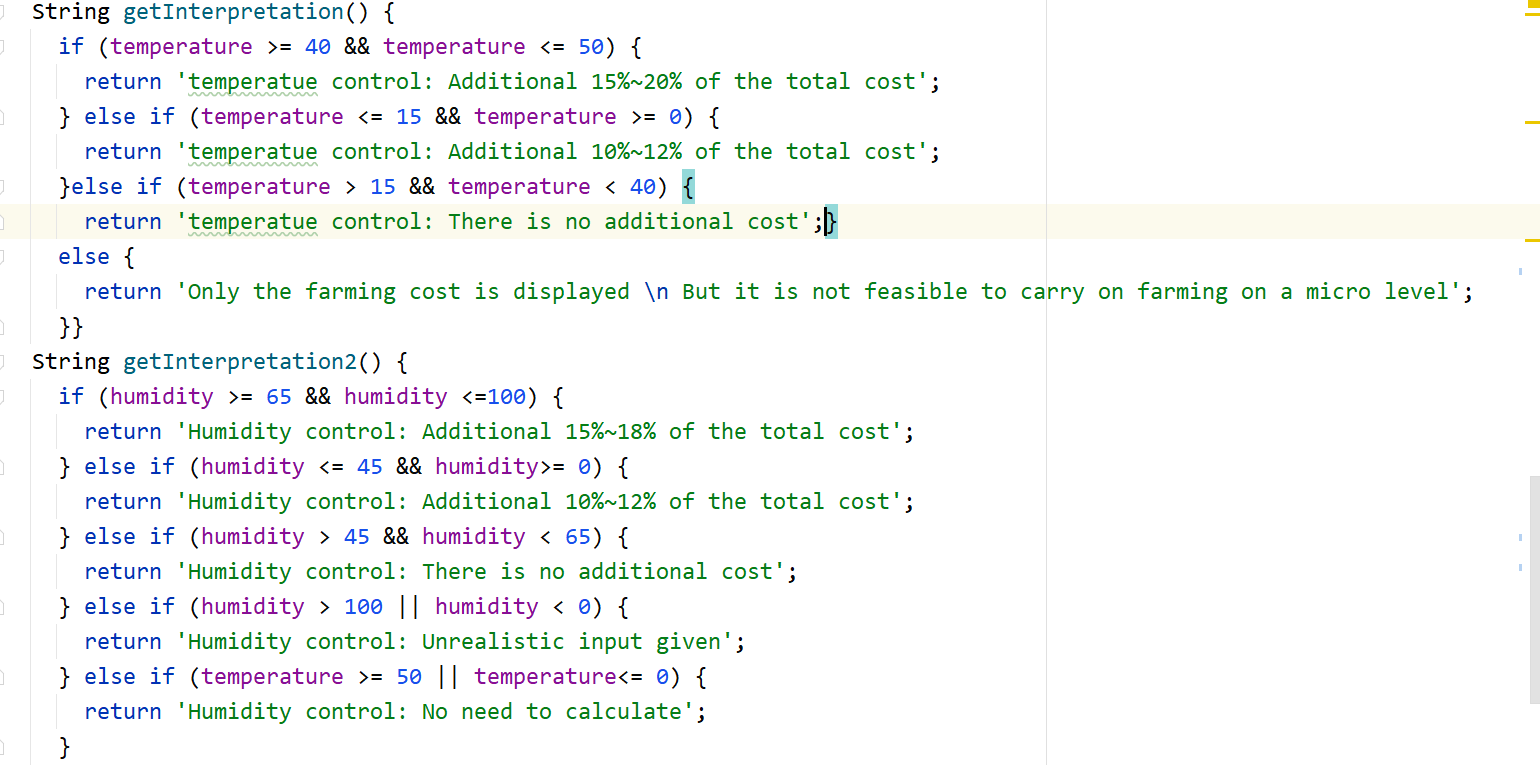 String getInterpretation() {
if (temperature >= 40 && temperature <= 50) {
return 'temperatue control: Additional 15%~20% of the total cost';
} else if (temperature <= 15 && temperature >= 0) {
return 'temperatue control: Additional 10%~12% of the total cost';
}else if (temperature > 15 && temperature < 40) {
return 'temperatue control: There is no additional cost';}
else {
return 'Only the farming cost is displayed \n But it is not feasible to carry on farming on a micro level';
}}
String getInterpretation2() {
if (humidity >= 65 && humidity <=100) {
return 'Humidity control: Additional 15%~18% of the total cost';
} else if (humidity <= 45 && humidity>= 0) {
return 'Humidity control: Additional 10%~12% of the total cost';
} else if (humidity > 45 && humidity < 65) {
return 'Humidity control: There is no additional cost';
} else if (humidity > 100 || humidity < 0) {
return 'Humidity control: Unrealistic input given';
} else if (temperature >= 50 || temperature<= 0) {
return 'Humidity control: No need to calculate';
}